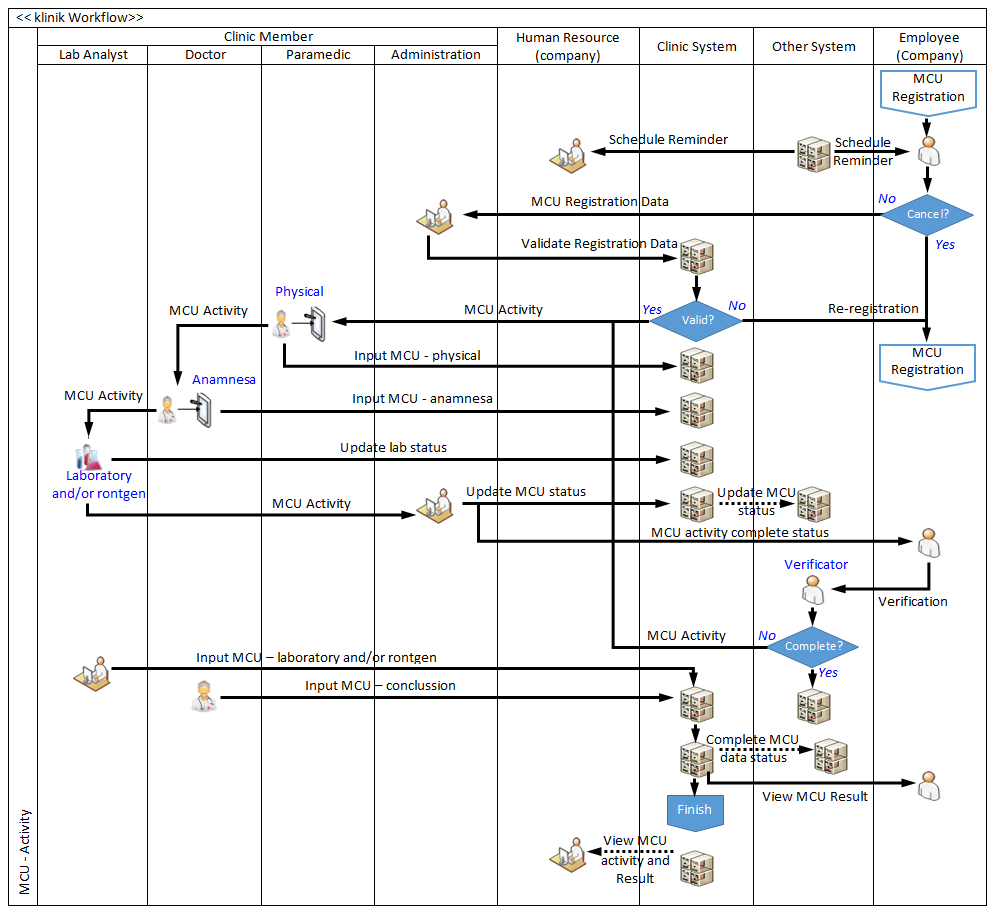 << klinik Workflow>>
Clinic Member
Human Resource
(company)
Clinic System
Other System
Employee
(Company)
Lab Analyst
Doctor
Paramedic
Administration
MCU
Registration
Schedule Reminder
Schedule
Reminder
No
MCU Registration Data
Cancel?
Yes
Validate Registration Data
Physical
MCU Activity
MCU Activity
Yes
No
Valid?
Re-registration
MCU
Registration
Input MCU - physical
Anamnesa
MCU Activity
Input MCU - anamnesa
Update lab status
Laboratory
and/or rontgen
MCU Activity
Update MCU status
Update MCU
status
MCU activity complete status
Verificator
Verification
MCU Activity
No
Complete?
Yes
Input MCU – laboratory and/or rontgen
Input MCU – conclussion
Complete MCU
data status
View MCU Result
Finish
View MCU
activity and
Result
MCU - Activity